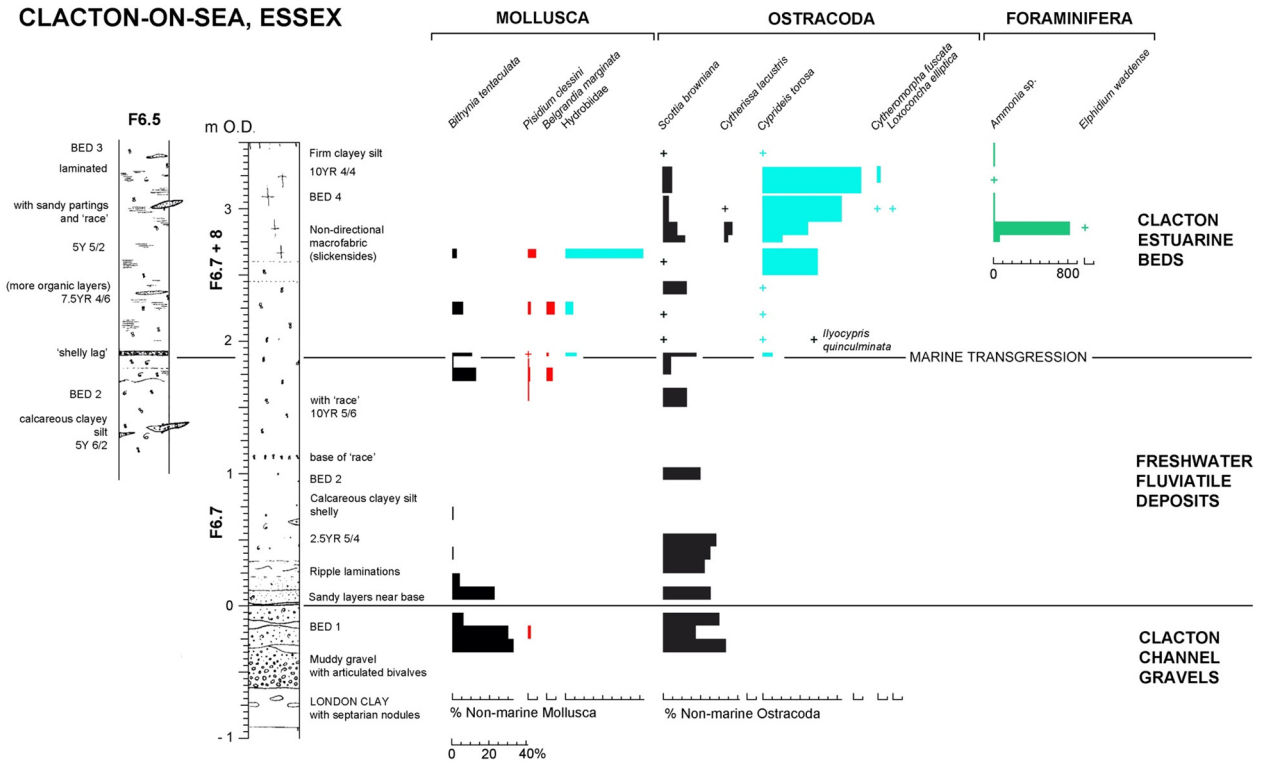 CLACTON-ON-SEA, ESSEX
MOLLUSCA
OSTRACODA
FORAMINIFERA
Bithynia tentaculata
Pisidium clessini
Belgrandia marginata
Hydrobiidae
Scottia browniana
Cytherissa lacustris
Cyprideis torosa
Cytheromorpha fuscata
Loxoconcha elliptica
Ammonia sp.
Elphidium waddense
F6.5
m O.D.
BED 3
laminated
with sandy partings
and 'race'
5Y 5/2
(more organic layers)
7.5YR 4/6
'shelly lag'
BED 2
calcareous clayey
silt
5Y 6/2
F6.7 + 8
F6.7
3
2
1
0
- 1
Firm clayey silt
10YR 4/4
BED 4
Non-directional
macrofabric
(slickensides)
with 'race'
10YR 5/6
base of 'race'
BED 2
Calcareous clayey silt
shelly
2.5YR 5/4
Ripple laminations
Sandy layers near base
BED 1
Muddy gravel
with articulated bivalves
LONDON CLAY
with septarian nodules
Ilyocypris
quinculminata
MARINE TRANSGRESSION
0 800
CLACTON
ESTUARINE
BEDS
FRESHWATER
FLUVIATILE
DEPOSITS
CLACTON
CHANNEL
GRAVELS
% Non-marine Mollusca
% Non-marine Ostracoda
0 20 40%